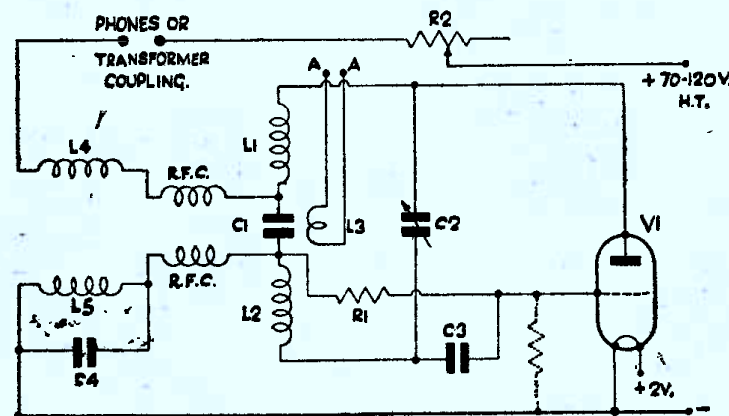 PHONES OR
TRANSFORMER
COUPLING.
R2
+ 70-120V.
H.T.
A A
L4
R.F.C.
L1
C1
L3
C2
V1
L5
R.F.C.
L2
R1
C3
C4
+2V.
-